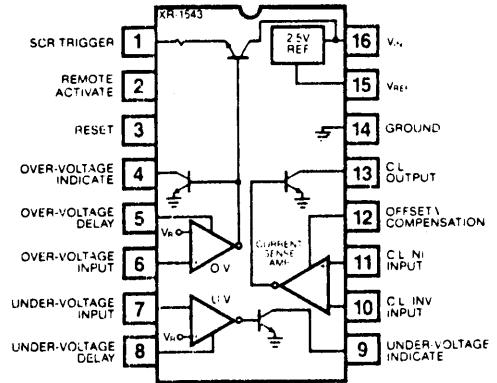 XR-1543
SCR TRIGGER 1
REMOTE
ACTIVATE 2
RESET 3
OVER-VOLTAGE
INDICATE 4
OVER-VOLTAGE
DELAY 5
OVER-VOLTAGE
INPUT 6
UNDER-VOLTAGE
INPUT 7
UNDER-VOLTAGE
DELAY 8
2.5V
REF
VR
O.V.
CURRENT
SENSE
AMP
U.V.
VR
16 VIN
15 VREF
14 GROUND
13 C.L.
OUTPUT
12 OFFSET\
COMPENSATION
11 C.L. N.I.
INPUT
10 C.L. INV.
INPUT
9 UNDER-VOLTAGE
INDICATE